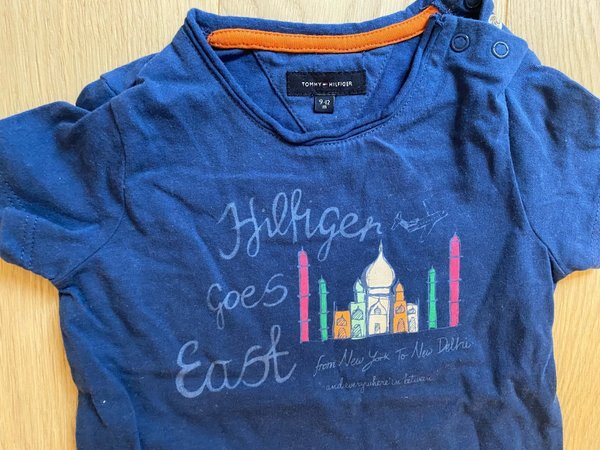 TOMMY HILFIGER
9-12
M
Hilfiger
goes
East
from New York To New Delhi
and everywhere in between